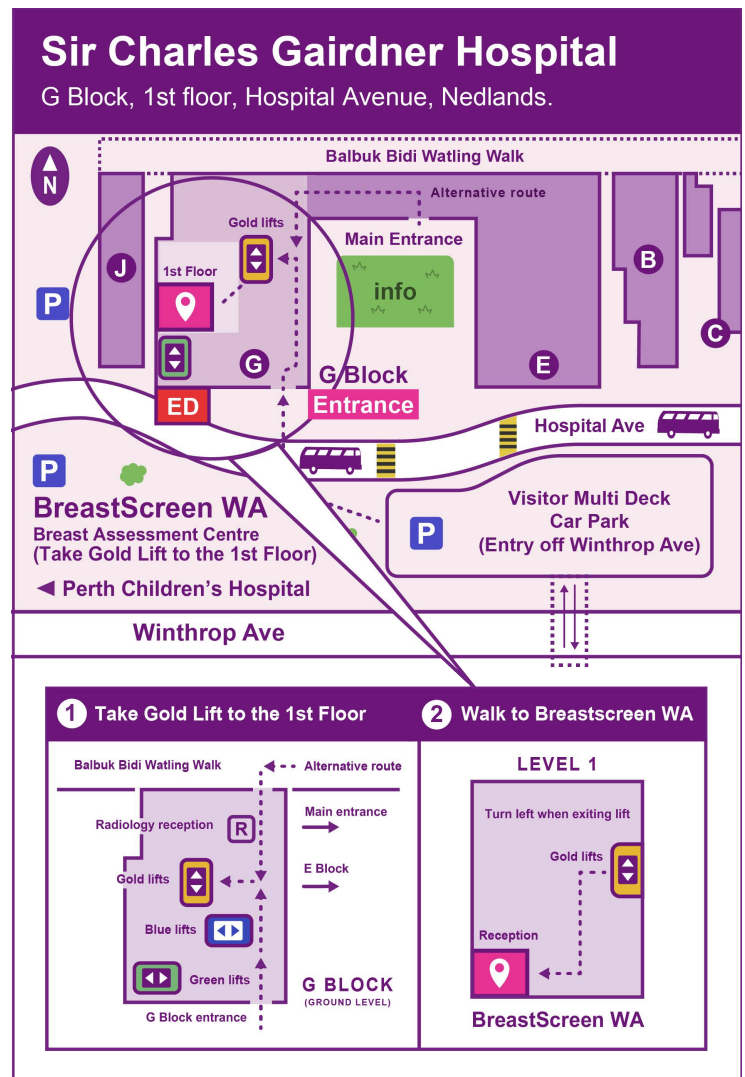 Sir Charles Gairdner Hospital
G Block, 1st floor, Hospital Avenue, Nedlands.
Balbuk Bidi Watling Walk
N
Alternative route
Gold lifts
Main Entrance
J
1st Floor
B
P
info
C
G
E
G Block
ED
Entrance
Hospital Ave
P
BreastScreen WA
Breast Assessment Centre
(Take Gold Lift to the 1st Floor)
P
Visitor Multi Deck
Car Park
(Entry off Winthrop Ave)
Perth Children's Hospital
Winthrop Ave
1 Take Gold Lift to the 1st Floor
Balbuk Bidi Watling Walk
Alternative route
Main entrance
Radiology reception
R
E Block
Gold lifts
Blue lifts
Green lifts
G BLOCK
(GROUND LEVEL)
G Block entrance
2 Walk to Breastscreen WA
LEVEL 1
Turn left when exiting lift
Gold lifts
Reception
BreastScreen WA